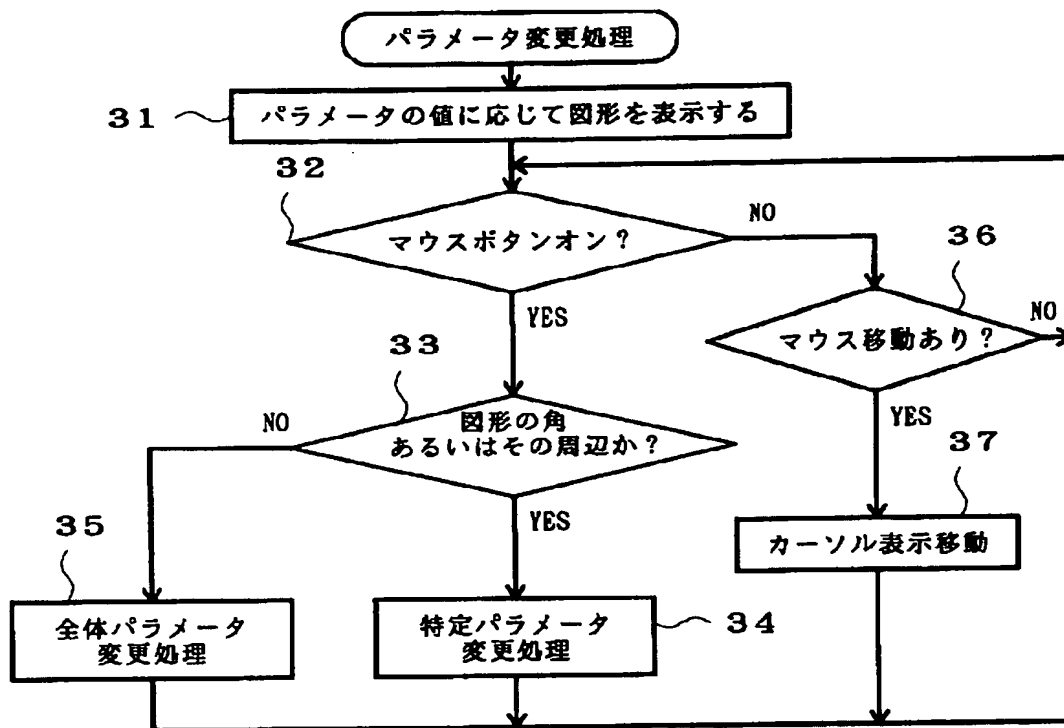 パラメータ変更処理
31
パラメータの値に応じて図形を表示する
32
マウスボタンオン？
NO
36
YES
マウス移動あり？
NO
33
NO
図形の角
あるいはその周辺か？
YES
37
YES
カーソル表示移動
35
全体パラメータ
変更処理
特定パラメータ
変更処理
34